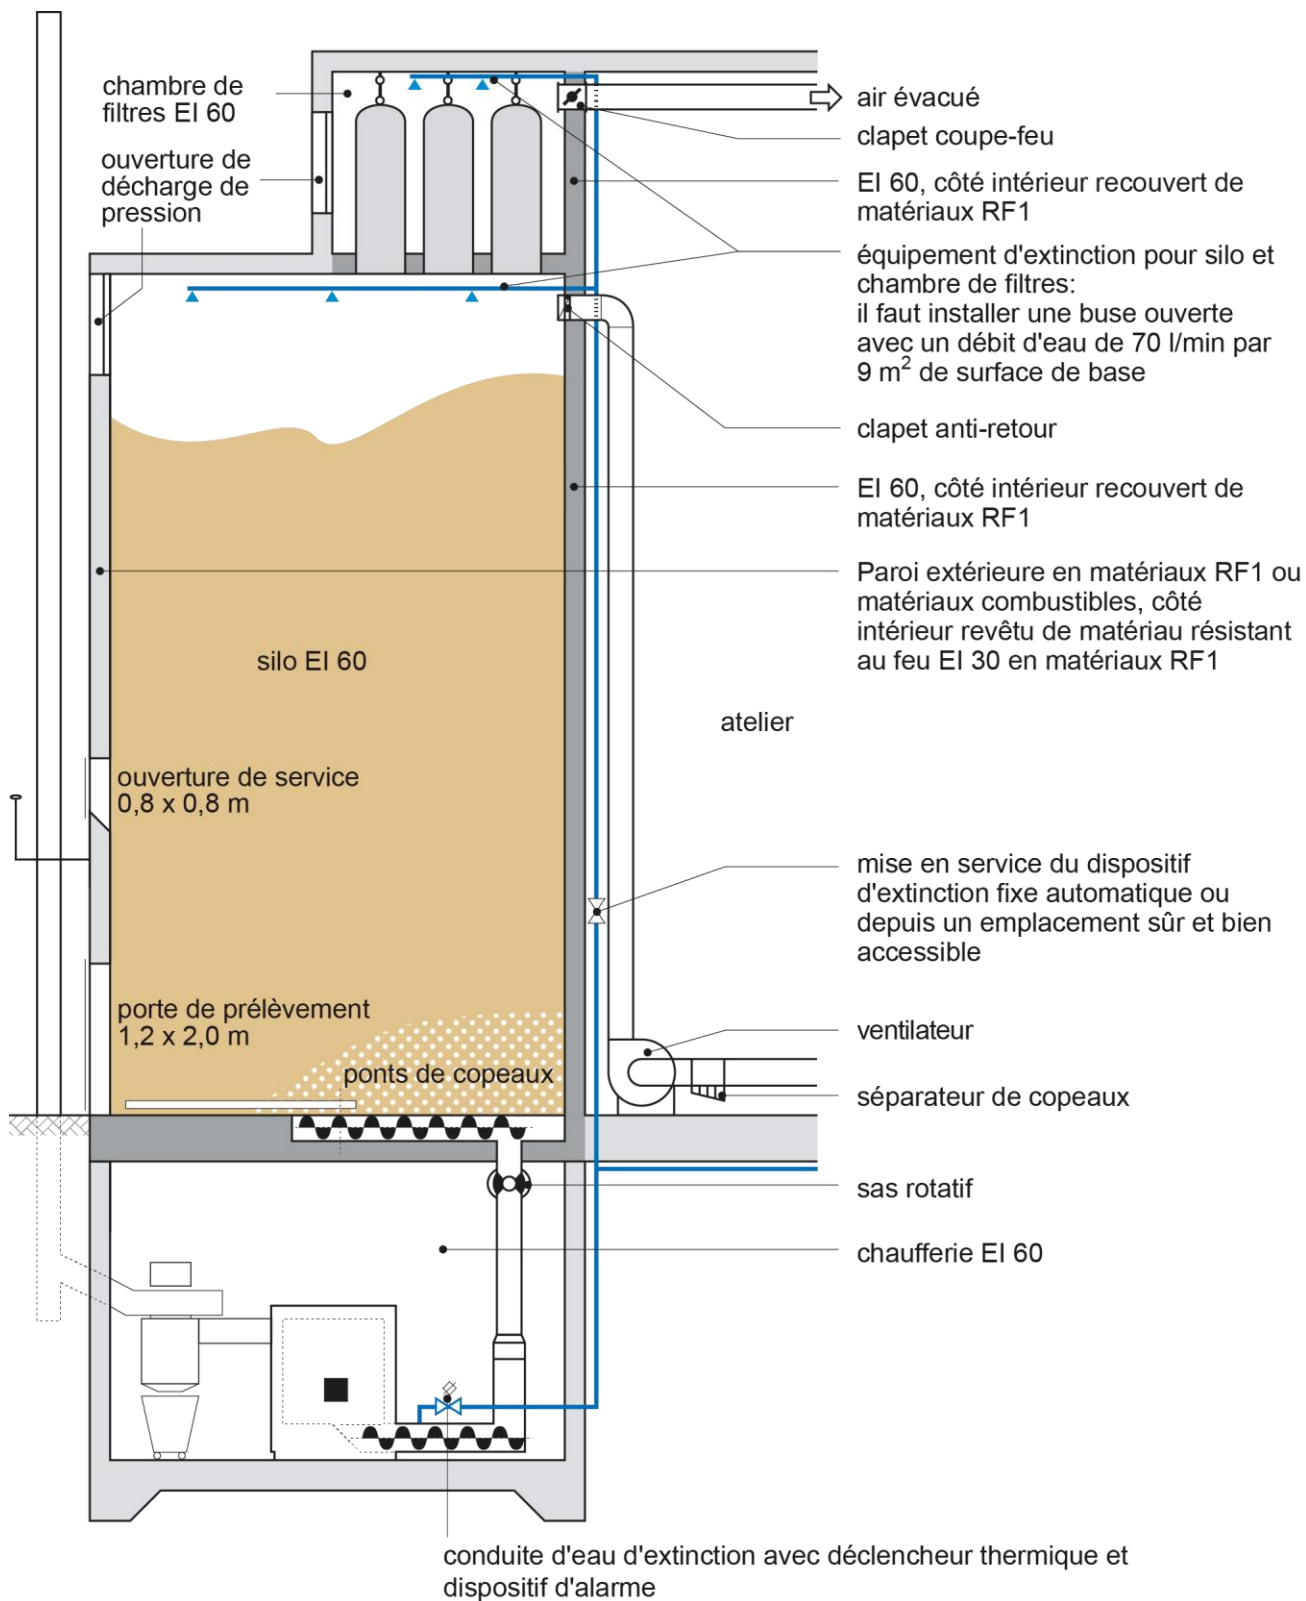 chambre de
filtres EI 60
ouverture de
décharge de
pression
air évacué
clapet coupe-feu
EI 60, côté intérieur recouvert de
matériaux RF1
équipement d'extinction pour silo et
chambre de filtres:
il faut installer une buse ouverte
avec un débit d'eau de 70 l/min par
9 m² de surface de base
clapet anti-retour
EI 60, côté intérieur recouvert de
matériaux RF1
Paroi extérieure en matériaux RF1 ou
matériaux combustibles, côté
intérieur revêtu de matériau résistant
au feu EI 30 en matériaux RF1
silo EI 60
atelier
ouverture de service
0,8 x 0,8 m
mise en service du dispositif
d'extinction fixe automatique ou
depuis un emplacement sûr et bien
accessible
porte de prélèvement
1,2 x 2,0 m
ponts de copeaux
ventilateur
séparateur de copeaux
sas rotatif
chaufferie EI 60
conduite d'eau d'extinction avec déclencheur thermique et
dispositif d'alarme